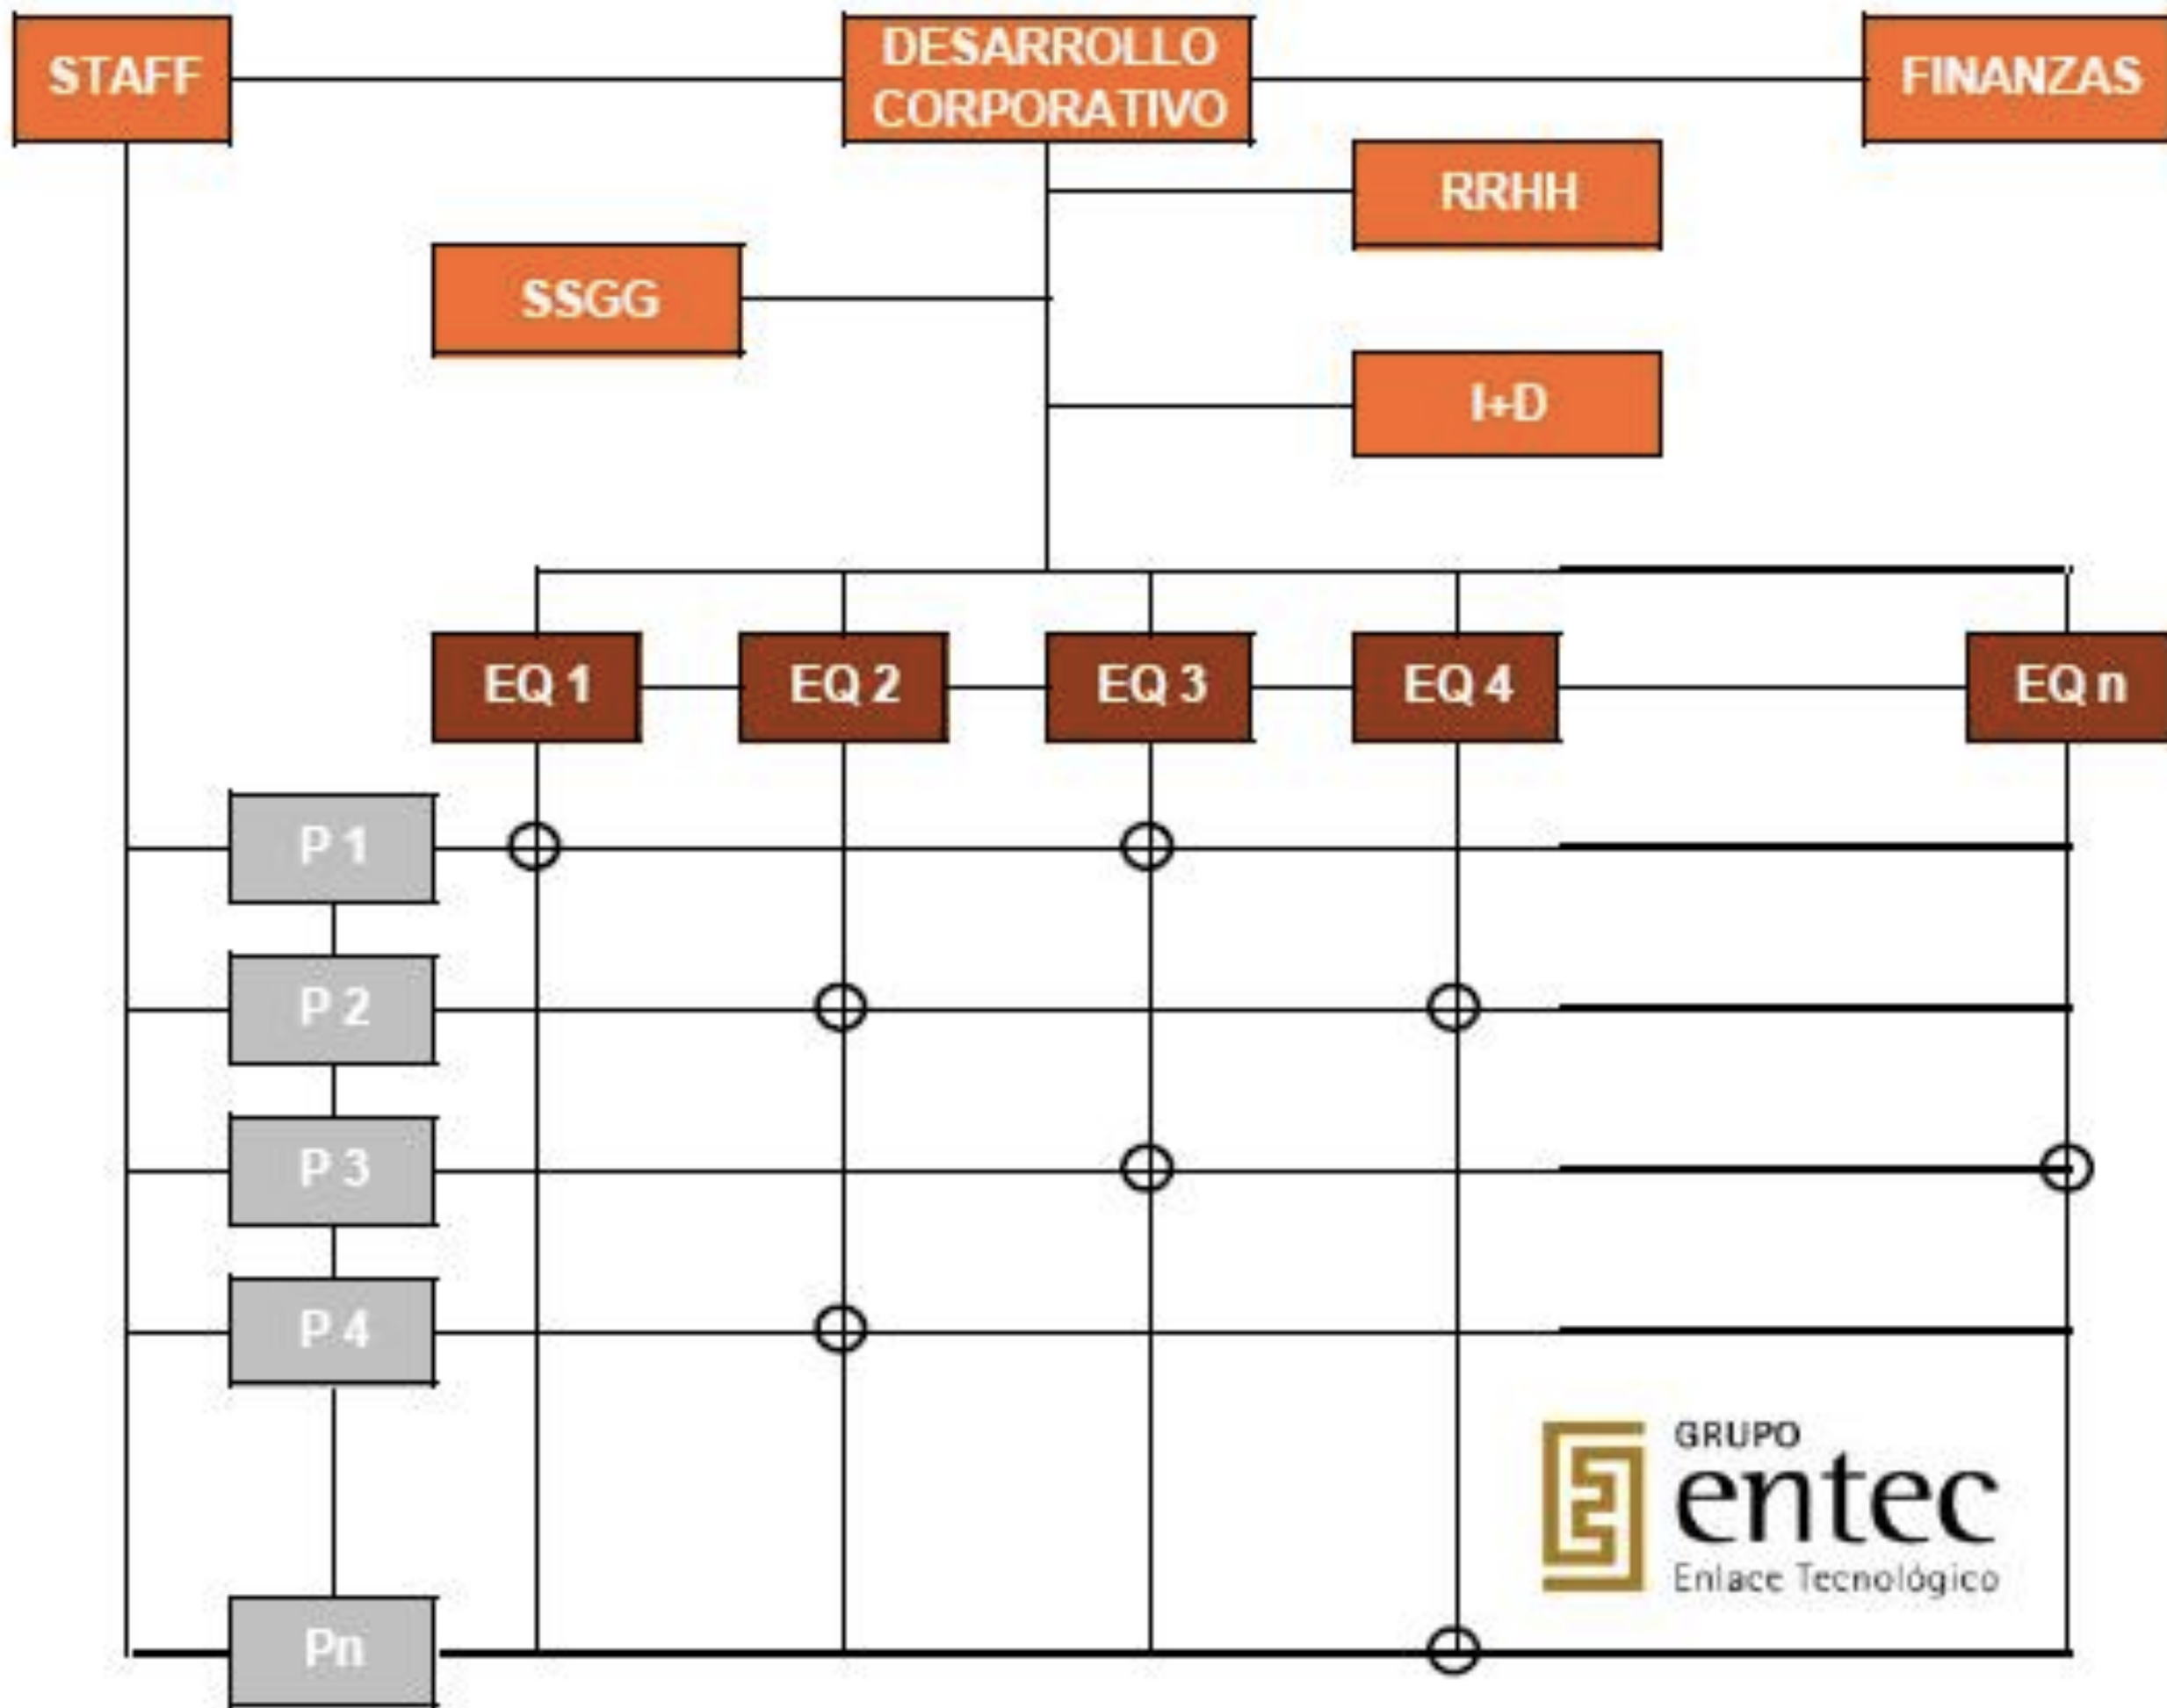 STAFF
DESARROLLO
CORPORATIVO
FINANZAS
RRHH
SSGG
I+D
EQ 1
EQ 2
EQ 3
EQ 4
EQ n
P 1
P 2
P 3
P 4
Pn
GRUPO
entec
Enlace Tecnológico